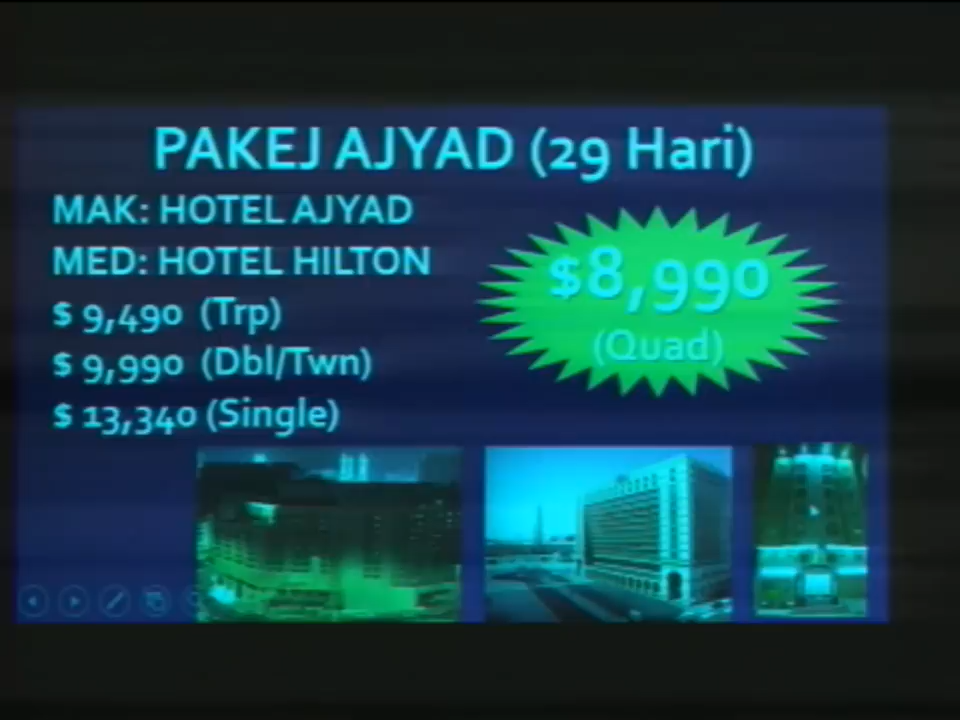 PAKEJ AJYAD (29 Hari)
MAK: HOTEL AJYAD
MED: HOTEL HILTON
$ 9,490 (Trp)
$ 9,990 (Dbl/Twn)
$ 13,340 (Single)
$8,990
(Quad)